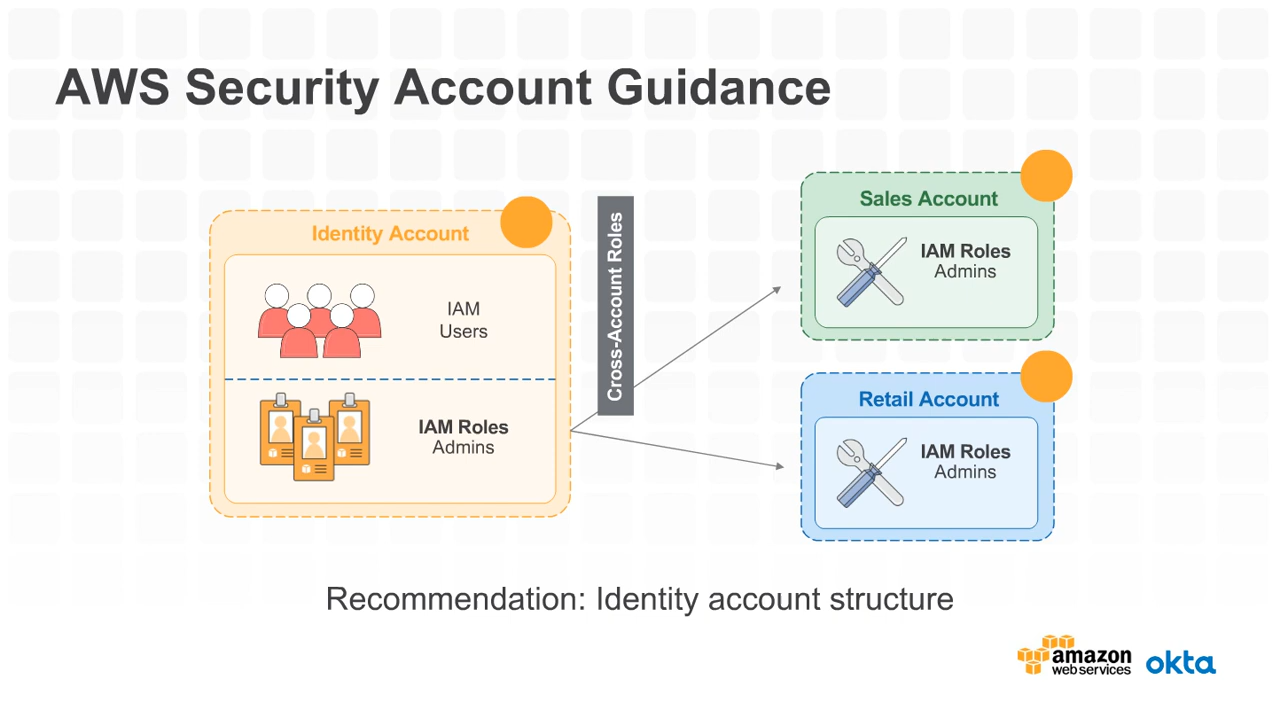 AWS Security Account Guidance
Identity Account
IAM
Users
IAM Roles
Admins
Cross-Account Roles
Sales Account
IAM Roles
Admins
Retail Account
IAM Roles
Admins
Recommendation: Identity account structure
amazon
web services
okta